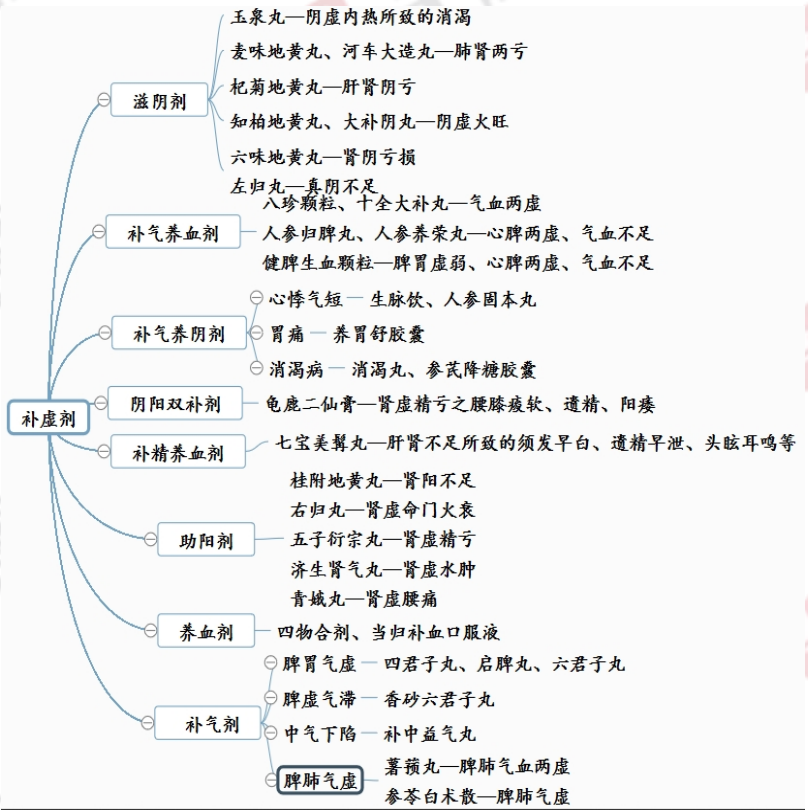 补虚剂
滋阴剂
玉泉丸—阴虚内热所致的消渴
麦味地黄丸、河车大造丸—肺肾两亏
杞菊地黄丸—肝肾阴亏
知柏地黄丸、大补阴丸—阴虚火旺
六味地黄丸—肾阴亏损
左归丸—真阴不足
补气养血剂
八珍颗粒、十全大补丸—气血两虚
人参归脾丸、人参养荣丸—心脾两虚、气血不足
健脾生血颗粒—脾胃虚弱、心脾两虚、气血不足
补气养阴剂
心悸气短 — 生脉饮、人参固本丸
胃痛 — 养胃舒胶囊
消渴病 — 消渴丸、参芪降糖胶囊
阴阳双补剂
龟鹿二仙膏—肾虚精亏之腰膝痠软、遗精、阳痿
补精养血剂
七宝美髯丸—肝肾不足所致的须发早白、遗精早泄、头眩耳鸣等
助阳剂
桂附地黄丸—肾阳不足
右归丸—肾虚命门火衰
五子衍宗丸—肾虚精亏
济生肾气丸—肾虚水肿
青娥丸—肾虚腰痛
养血剂
四物合剂、当归补血口服液
补气剂
脾胃气虚 — 四君子丸、启脾丸、六君子丸
脾虚气滞 — 香砂六君子丸
中气下陷 — 补中益气丸
脾肺气虚
薯蓣丸—脾肺气血两虚
参苓白术散—脾肺气虚